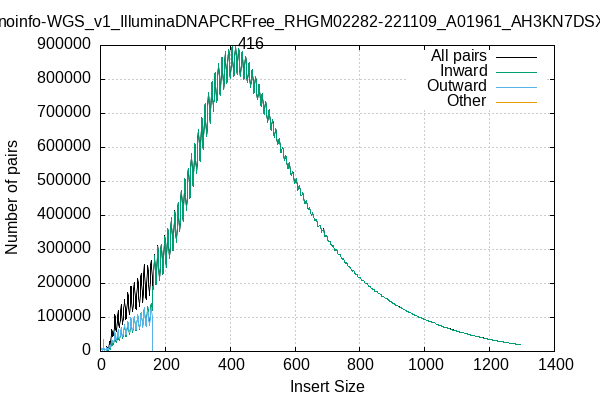 noinfo-WGS_v1_IlluminaDNAPCRFree_RHGM02282-221109_A01961_AH3KN7DSX
416
All pairs
Inward
Outward
Other
Number of pairs
900000
800000
700000
600000
500000
400000
300000
200000
100000
0
0 200 400 600 800 1000 1200 1400
Insert Size